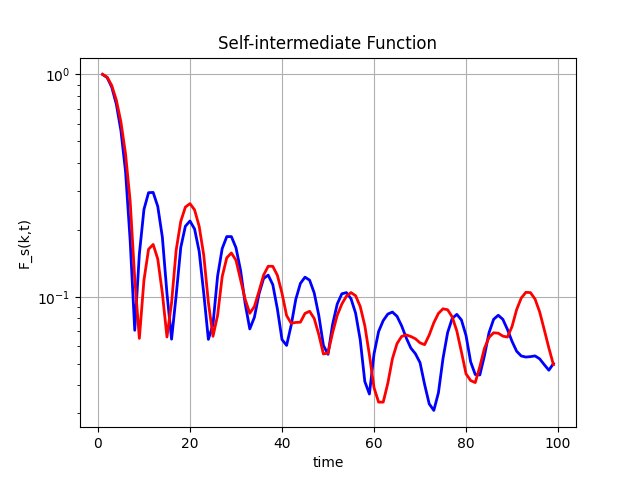 Self-intermediate Function
10⁰
10⁻¹
F_s(k,t)
0 20 40 60 80 100
time